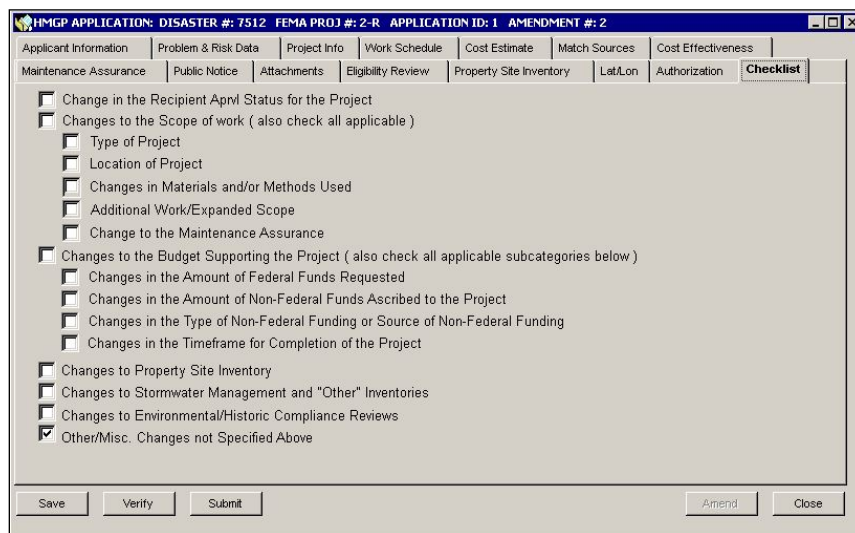 HMGP APPLICATION: DISASTER #: 7512 FEMA PROJ #: 2-R APPLICATION ID: 1 AMENDMENT #: 2
Applicant Information Problem & Risk Data Project Info Work Schedule Cost Estimate Match Sources Cost Effectiveness
Maintenance Assurance Public Notice Attachments Eligibility Review Property Site Inventory Lat/Lon Authorization Checklist
Change in the Recipient Aprvl Status for the Project
Changes to the Scope of work ( also check all applicable )
Type of Project
Location of Project
Changes in Materials and/or Methods Used
Additional Work/Expanded Scope
Change to the Maintenance Assurance
Changes to the Budget Supporting the Project ( also check all applicable subcategories below )
Changes in the Amount of Federal Funds Requested
Changes in the Amount of Non-Federal Funds Ascribed to the Project
Changes in the Type of Non-Federal Funding or Source of Non-Federal Funding
Changes in the Timeframe for Completion of the Project
Changes to Property Site Inventory
Changes to Stormwater Management and "Other" Inventories
Changes to Environmental/Historic Compliance Reviews
Other/Misc. Changes not Specified Above
Save Verify Submit Amend Close